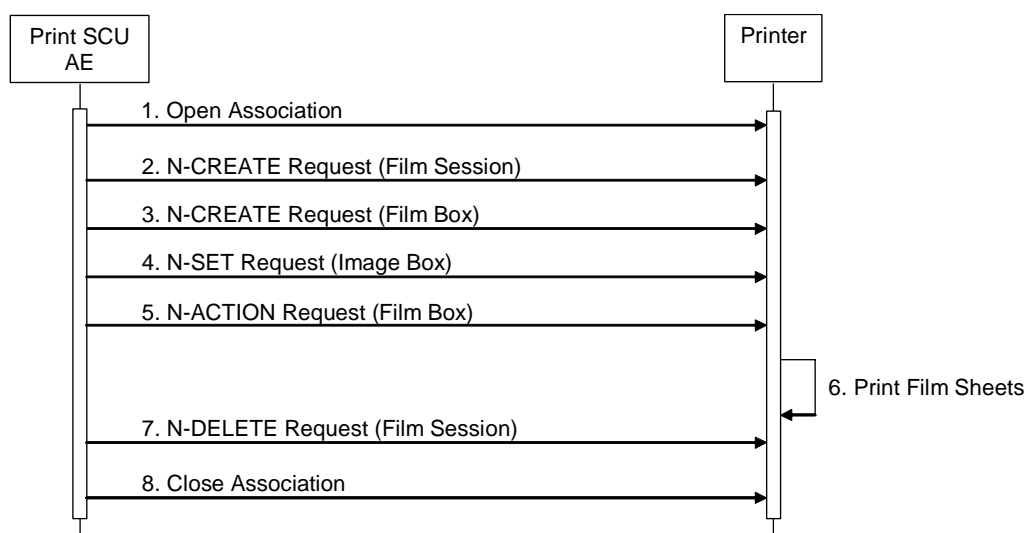 Print SCU
AE
Printer
1. Open Association
2. N-CREATE Request (Film Session)
3. N-CREATE Request (Film Box)
4. N-SET Request (Image Box)
5. N-ACTION Request (Film Box)
6. Print Film Sheets
7. N-DELETE Request (Film Session)
8. Close Association